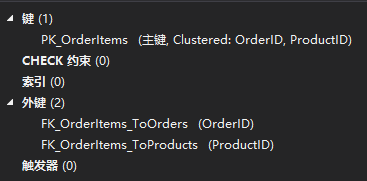 键 (1)
PK_OrderItems (主键, Clustered: OrderID, ProductID)
CHECK 约束 (0)
索引 (0)
外键 (2)
FK_OrderItems_ToOrders (OrderID)
FK_OrderItems_ToProducts (ProductID)
触发器 (0)